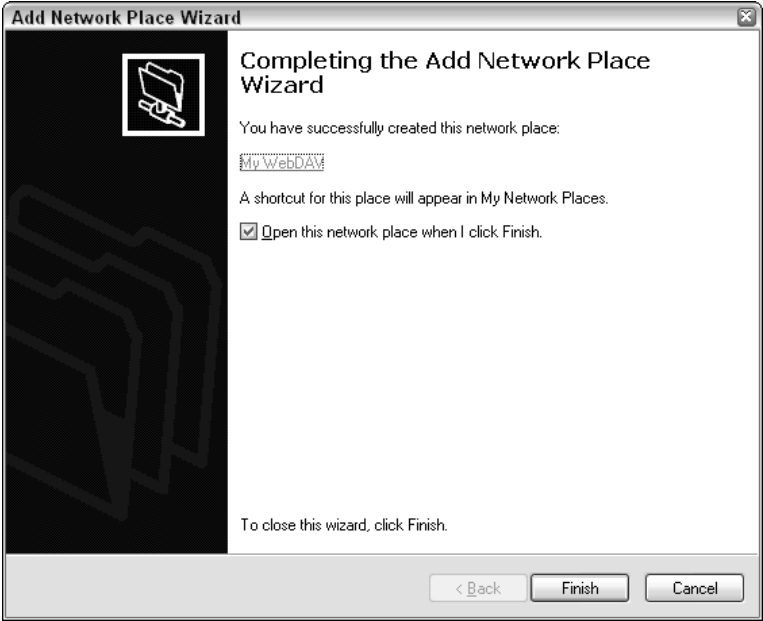 Add Network Place Wizard
Completing the Add Network Place
Wizard
You have successfully created this network place:
My WebDAV
A shortcut for this place will appear in My Network Places.
Open this network place when I click Finish.
To close this wizard, click Finish.
< Back Finish Cancel